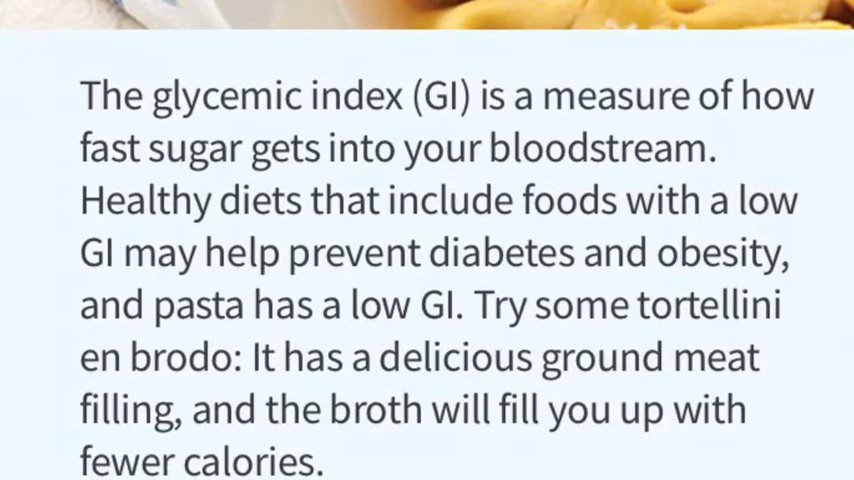 The glycemic index (GI) is a measure of how
fast sugar gets into your bloodstream.
Healthy diets that include foods with a low
GI may help prevent diabetes and obesity,
and pasta has a low GI. Try some tortellini
en brodo: It has a delicious ground meat
filling, and the broth will fill you up with
fewer calories.